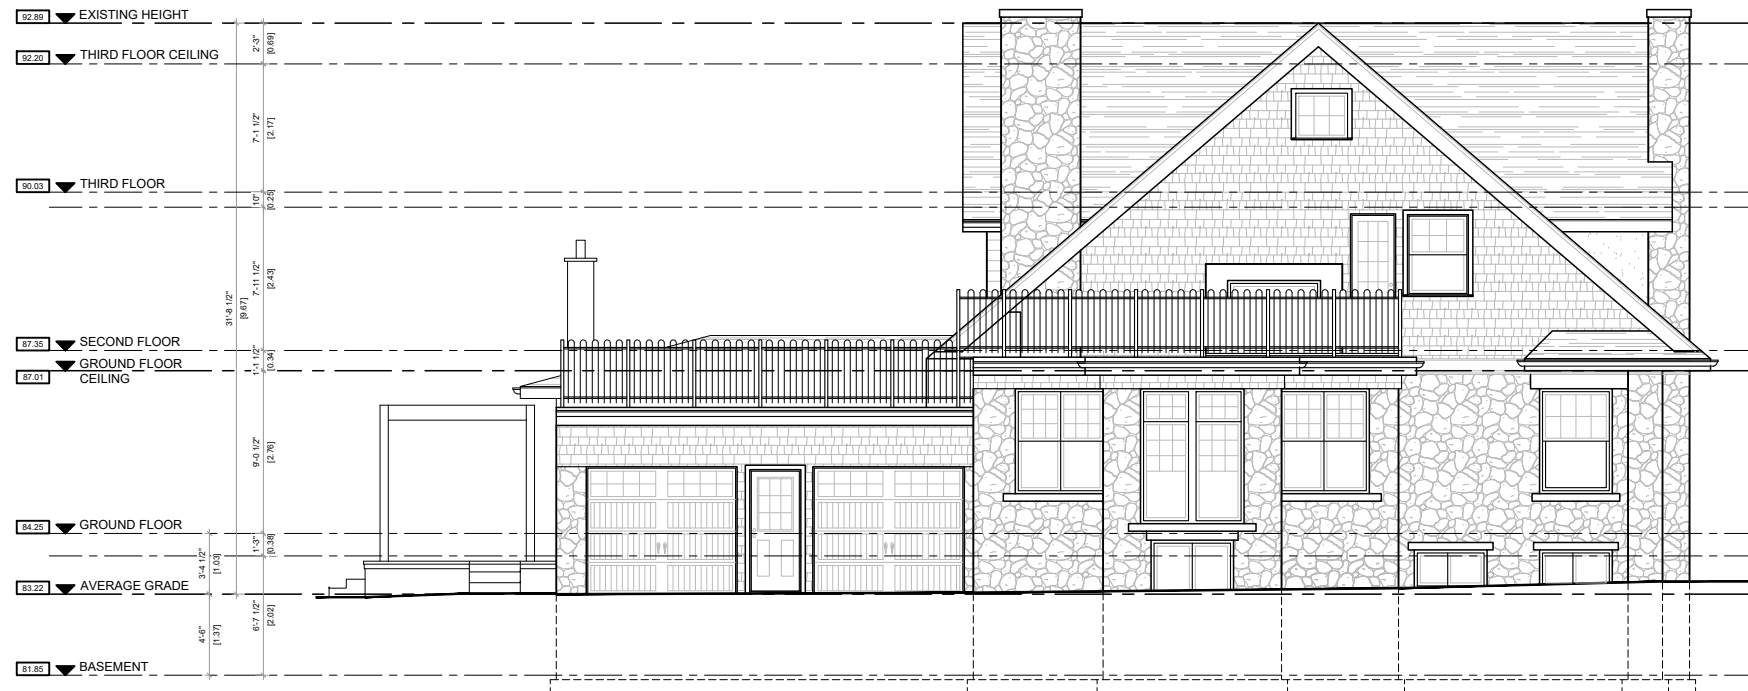 92.89 EXISTING HEIGHT
2'-3"
[0.69]
92.20 THIRD FLOOR CEILING
7'-1 1/2"
[2.17]
90.03 THIRD FLOOR
10"
[0.25]
7'-11 1/2"
[2.43]
31'-8 1/2"
[9.67]
87.35 SECOND FLOOR
1'-1 1/2"
[0.34]
GROUND FLOOR
87.01 CEILING
9'-0 1/2"
[2.76]
84.25 GROUND FLOOR
1'-3"
[0.38]
3'-4 1/2"
[1.03]
83.22 AVERAGE GRADE
6'-7 1/2"
[2.02]
4'-6"
[1.37]
81.85 BASEMENT